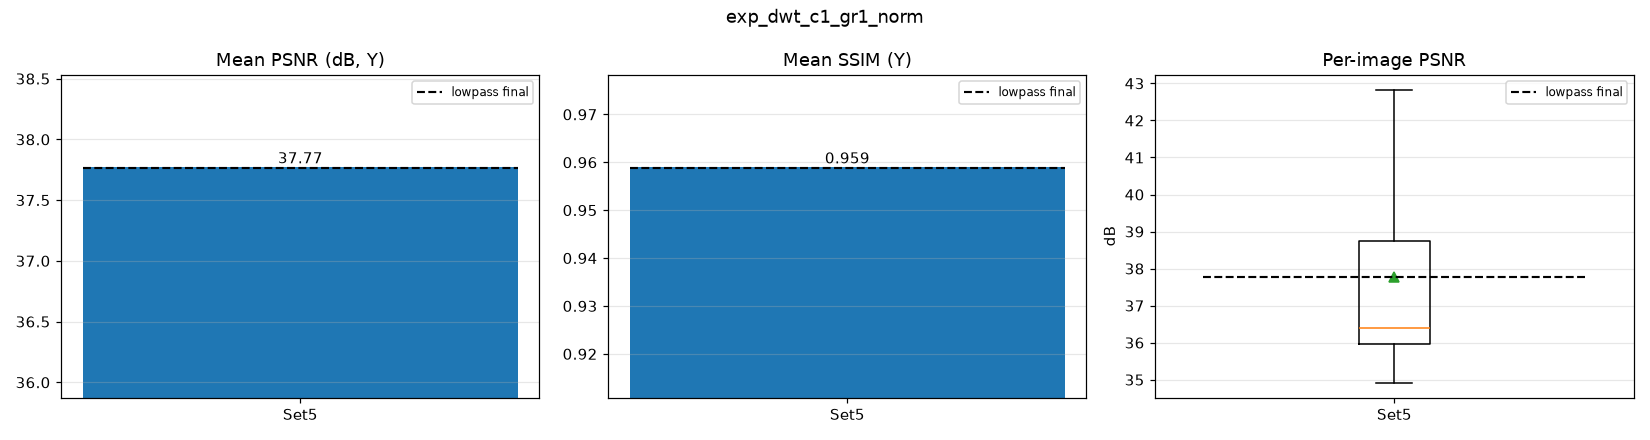 exp_dwt_c1_gr1_norm
Mean PSNR (dB, Y)
38.5
38.0
37.5
37.0
36.5
36.0
lowpass final
37.77
Set5
Mean SSIM (Y)
0.97
0.96
0.95
0.94
0.93
0.92
lowpass final
0.959
Set5
Per-image PSNR
dB
43
42
41
40
39
38
37
36
35
lowpass final
Set5